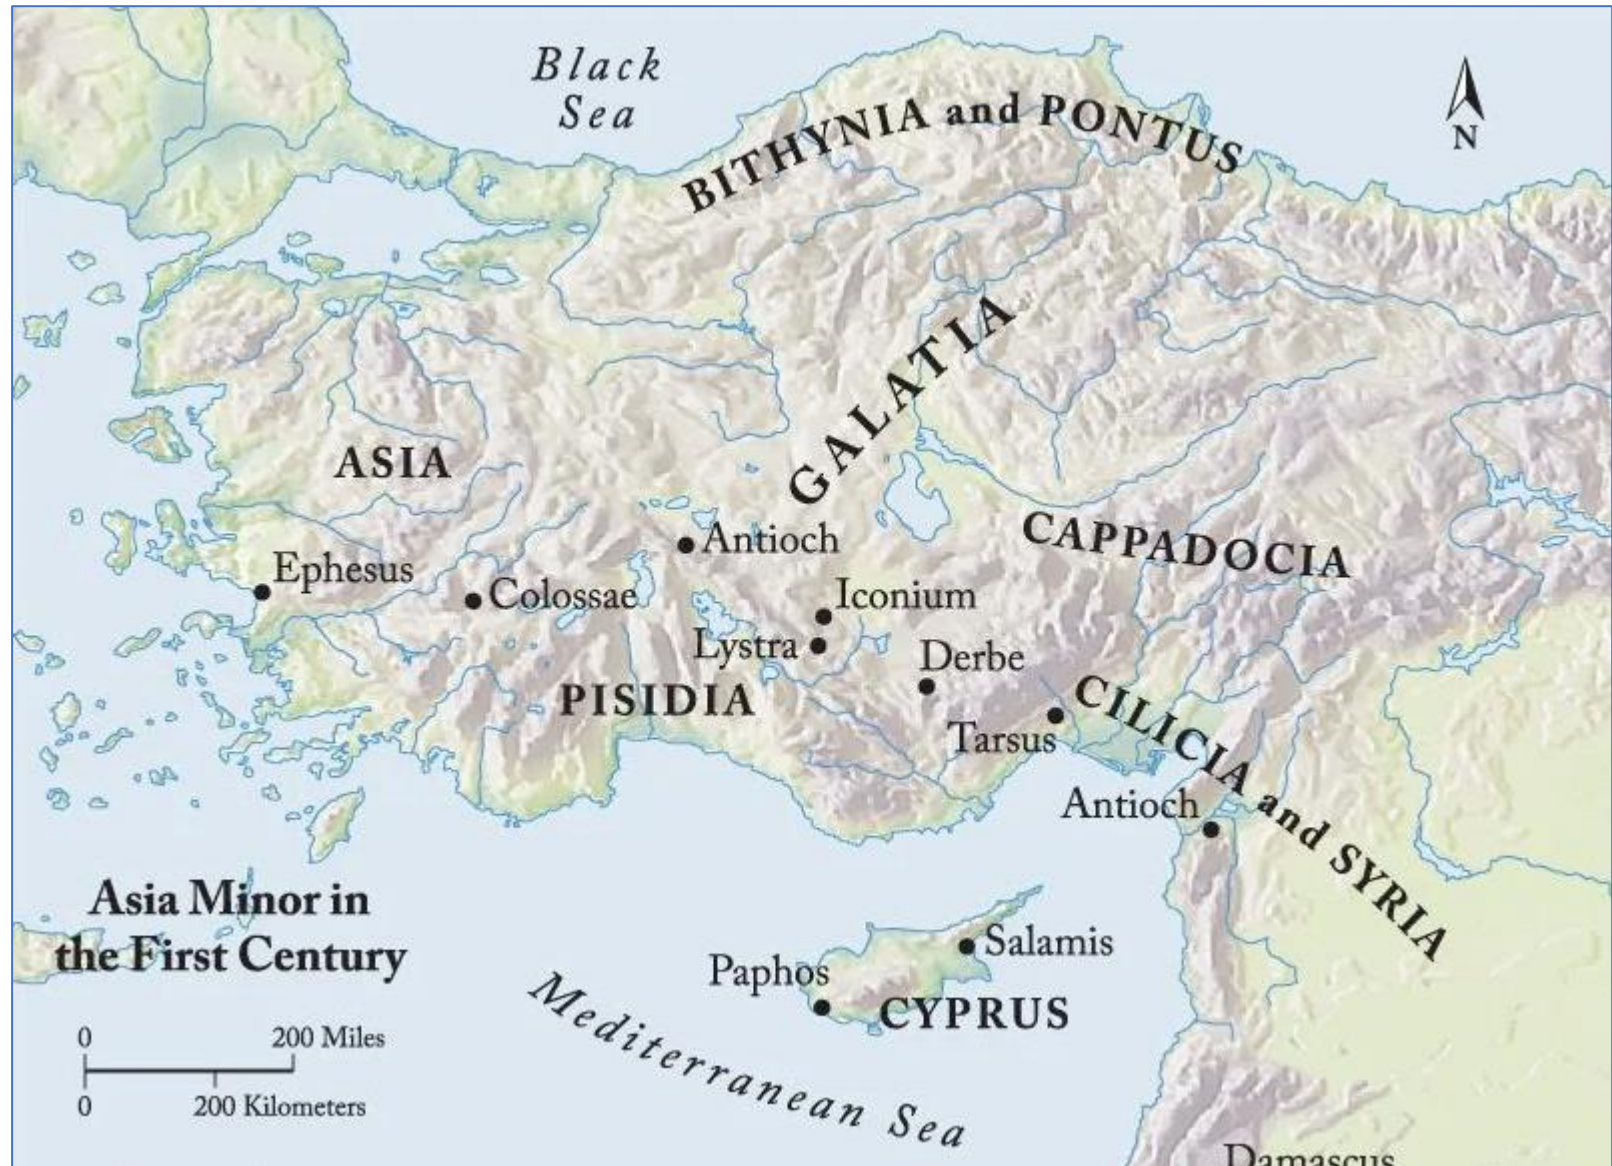 Black
Sea
BITHYNIA and PONTUS
N
GALATIA
ASIA
CAPPADOCIA
Antioch
Ephesus
Colossae
Iconium
Lystra
Derbe
PISIDIA
Tarsus
CILICIA and SYRIA
Antioch
Asia Minor in
the First Century
Salamis
Paphos
CYPRUS
Mediterranean Sea
0 200 Miles
0 200 Kilometers
Damascus